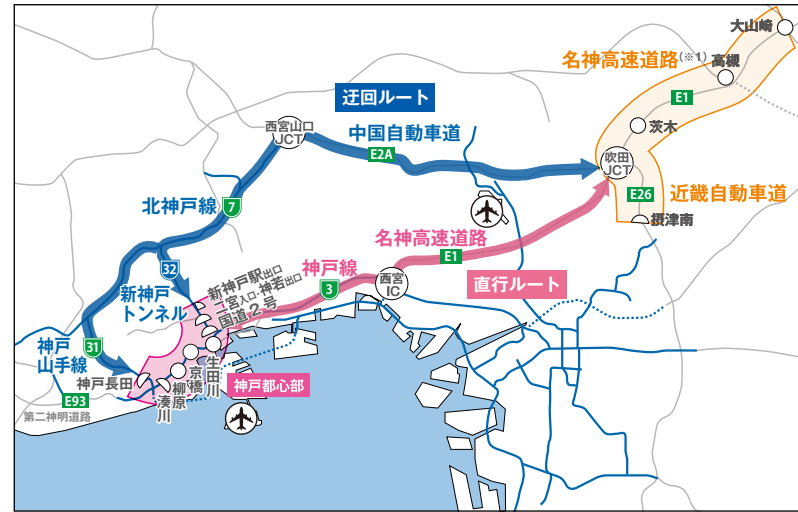 大山崎
名神高速道路(※1)
高槻
E1
茨木
迂回ルート
西宮山口
JCT
中国自動車道
E2A
吹田
JCT
E26
近畿自動車道
摂津南
北神戸線
7
名神高速道路
E1
直行ルート
32
新神戸
トンネル
新神戸駅出口
二宮入口・神若出口
国道2号
神戸線
3
西宮
IC
神戸
山手線
31
神戸長田
E93
第二神明道路
湊川
柳原
京橋
生田川
神戸都心部